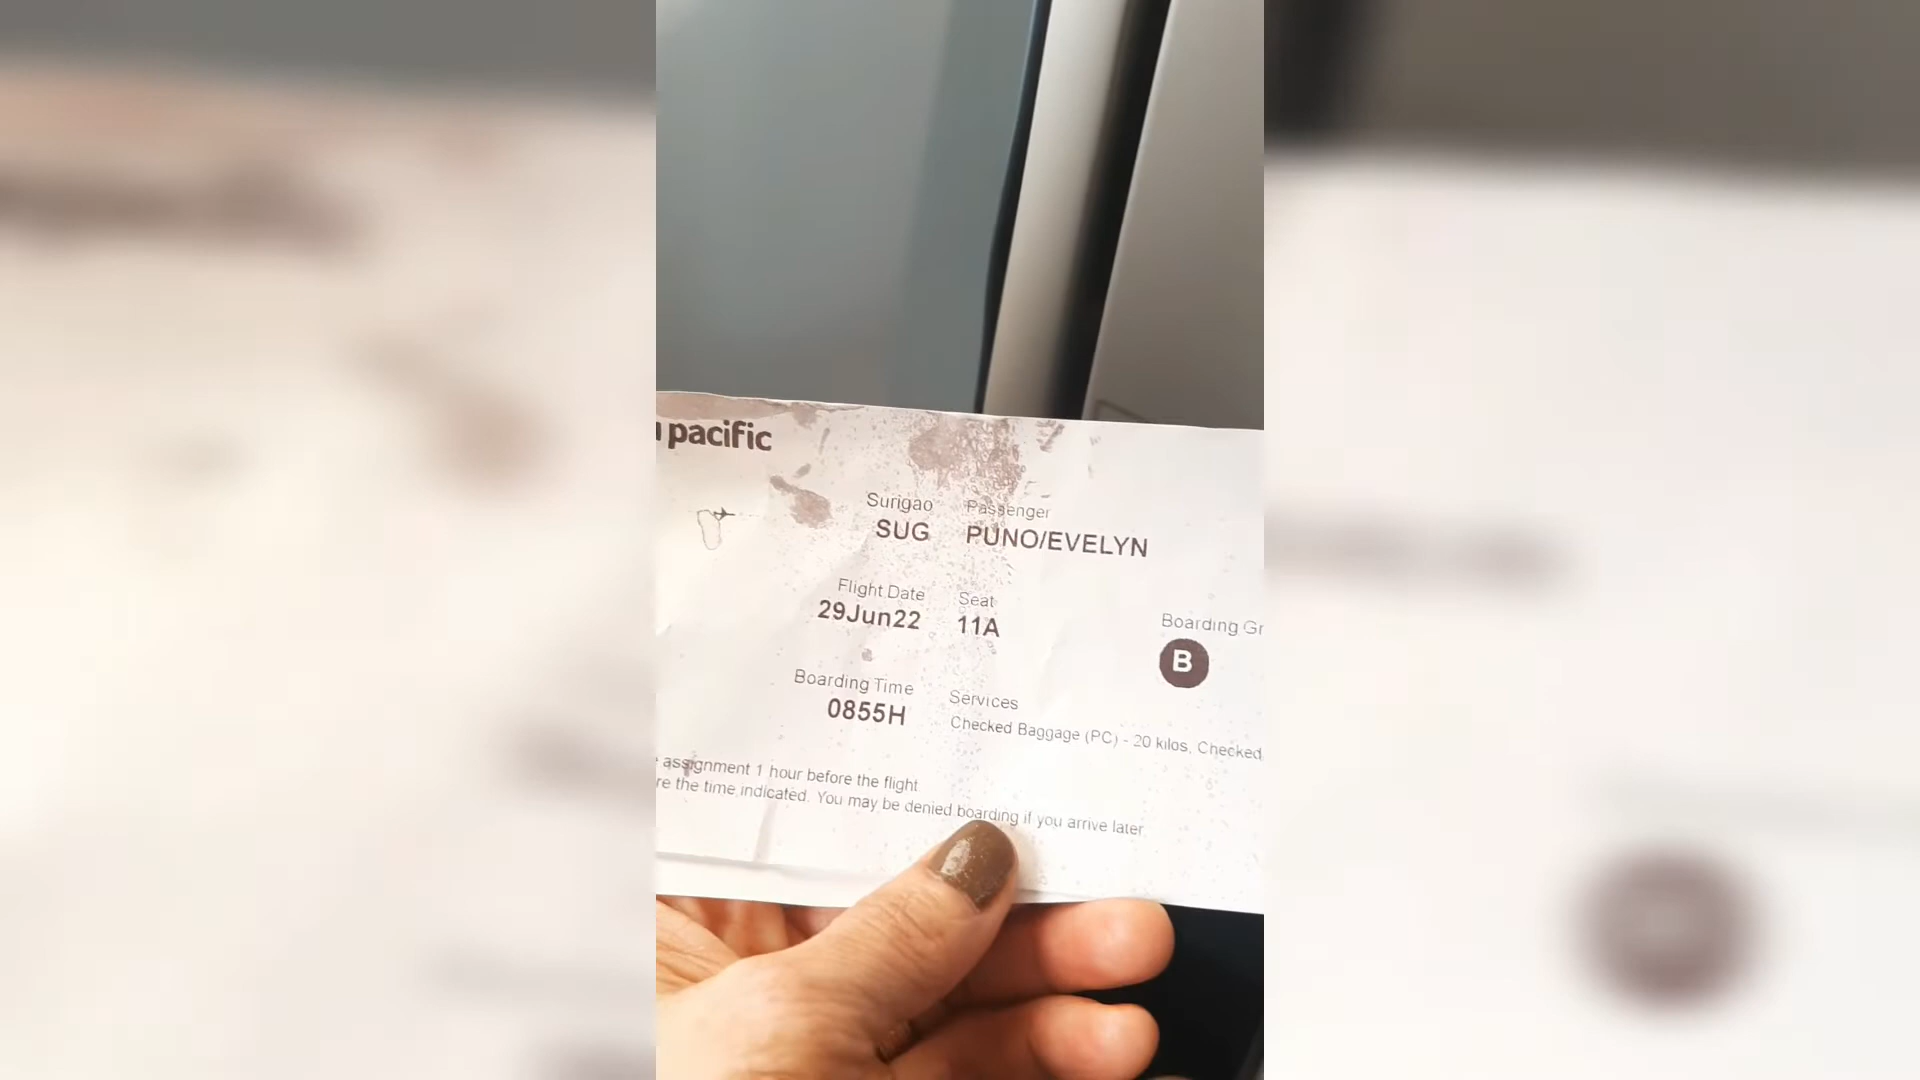 pacific
Surigao Passenger
SUG PUNO/EVELYN
Flight Date Seat
29Jun22 11A
Boarding Gr
B
Boarding Time Services
0855H Checked Baggage (PC) - 20 kilos, Checked
assignment 1 hour before the flight
re the time indicated. You may be denied boarding if you arrive later.